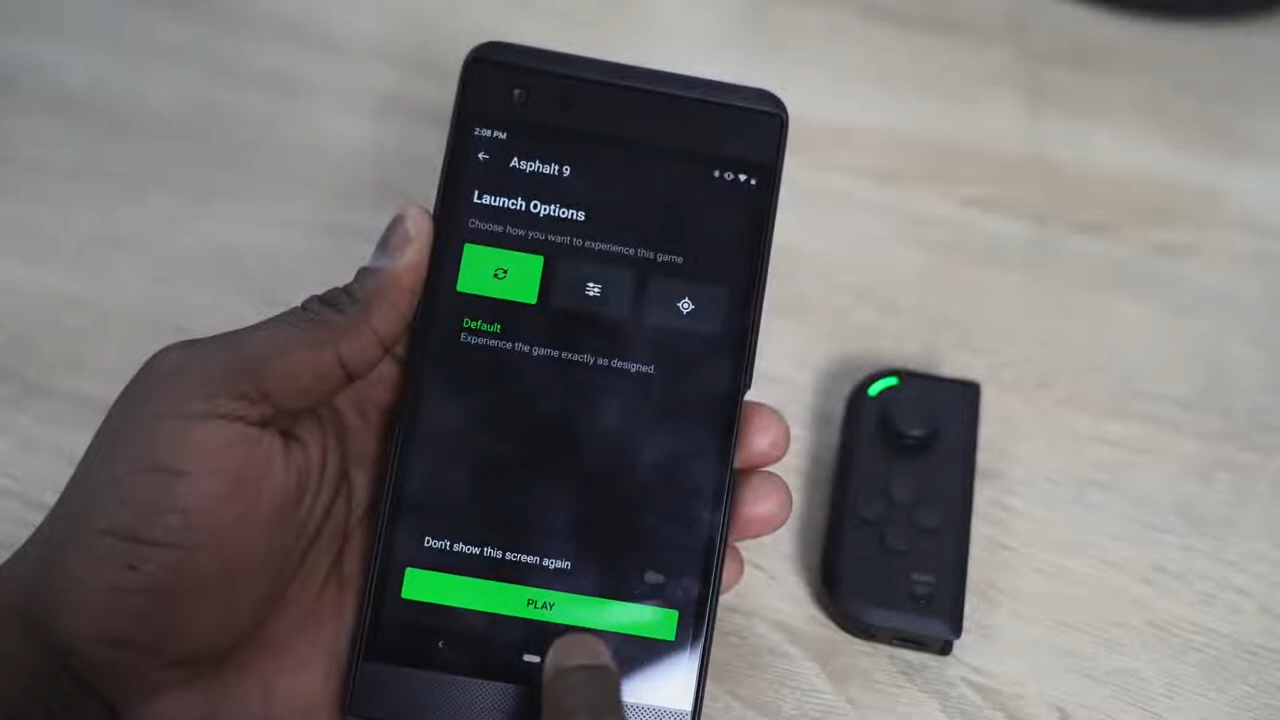 2:08 PM
Asphalt 9
Launch Options
Choose how you want to experience this game
Default
Experience the game exactly as designed.
Don't show this screen again
PLAY